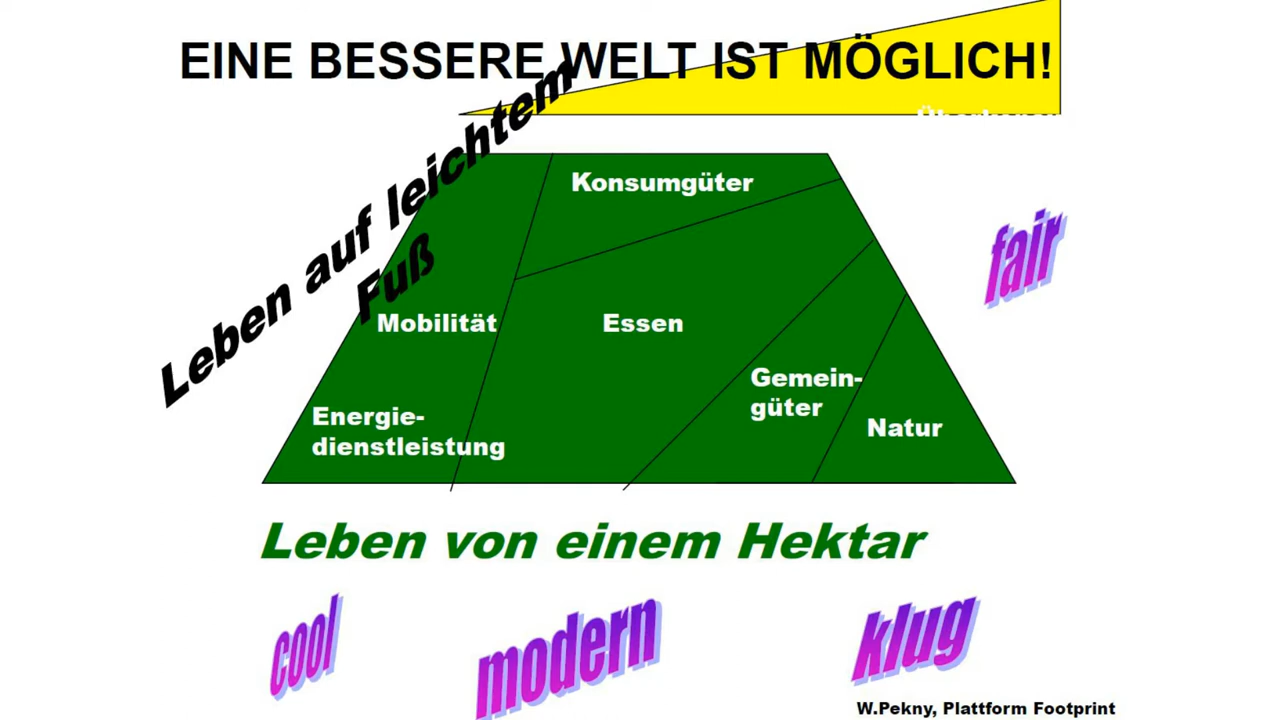 EINE BESSERE WELT IST MÖGLICH!
Leben auf leichtem
Fuß
Konsumgüter
fair
Mobilität
Essen
Gemein-
güter
Energie-
dienstleistung
Natur
Leben von einem Hektar
cool
modern
klug
W.Pekny, Plattform Footprint